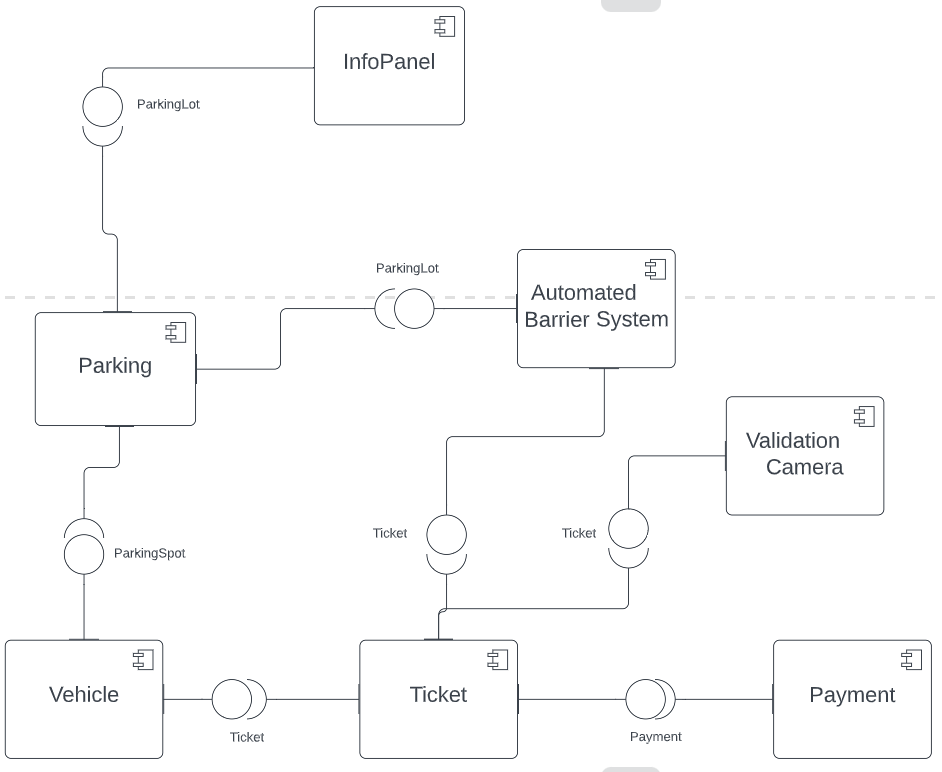 InfoPanel
ParkingLot
ParkingLot
Automated
Barrier System
Parking
Validation
Camera
Ticket
Ticket
ParkingSpot
Vehicle
Ticket
Payment
Ticket
Payment